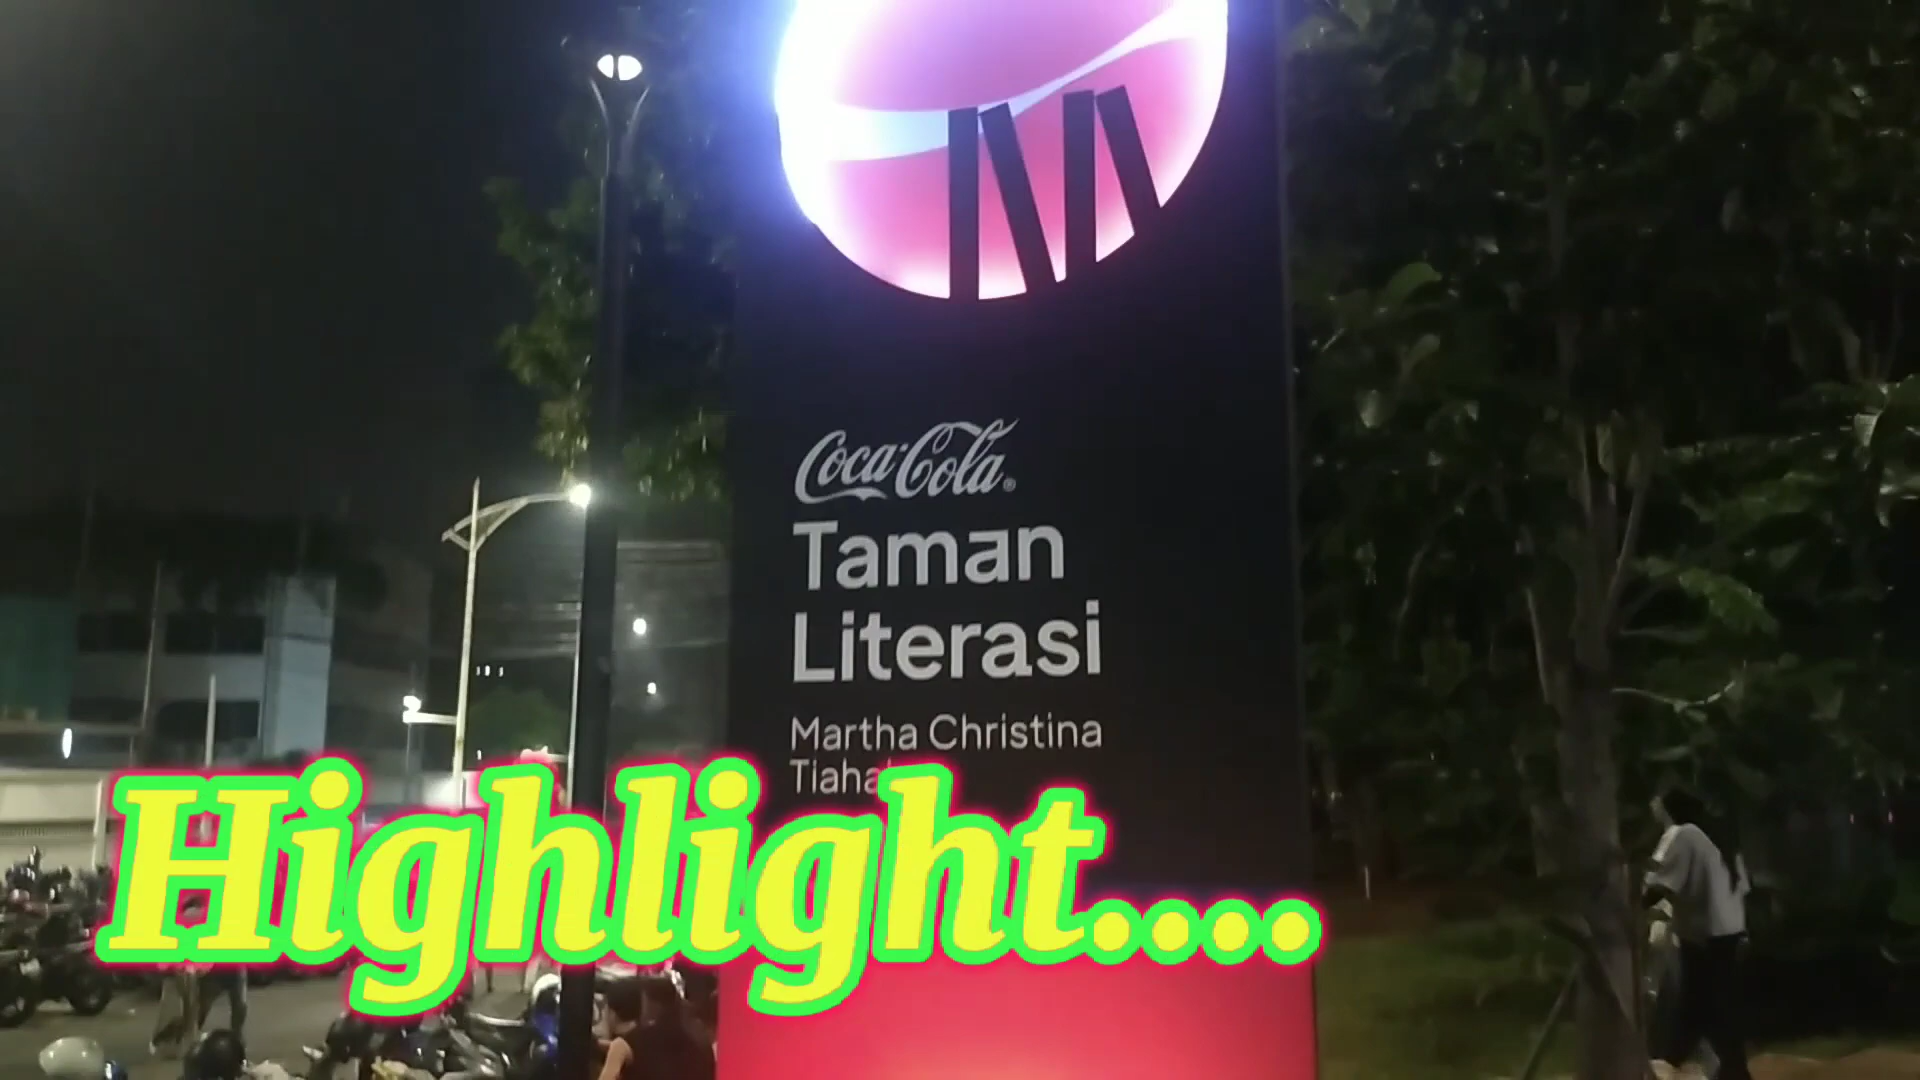 Coca-Cola®
Taman
Literasi
Martha Christina
Highlight....